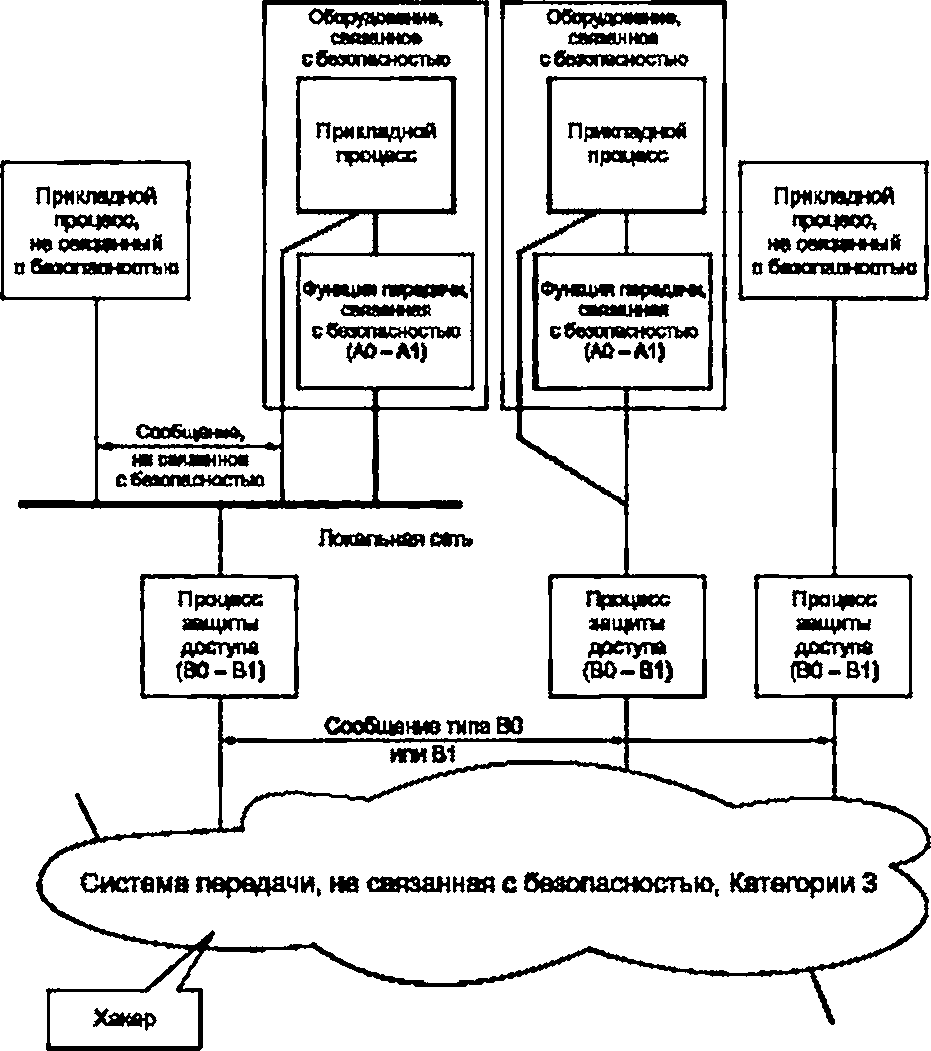 Оборудование,
связанное
с безопасностью
Прикладной
процесс
Оборудование,
связанное
с безопасностью
Прикладной
процесс
Прикладной
процесс,
не связанный
с безопасностью
Функция передачи,
связанная
с безопасностью
(А0 – А1)
Функция передачи,
связанная
с безопасностью
(А0 – А1)
Прикладной
процесс,
не связанный
с безопасностью
Сообщение,
не связанное
с безопасностью
Локальная сеть
Процесс
защиты
доступа
(В0 – В1)
Процесс
защиты
доступа
(В0 – В1)
Процесс
защиты
доступа
(В0 – В1)
Сообщение типа В0
или В1
Система передачи, не связанная с безопасностью, Категории 3
Хакер